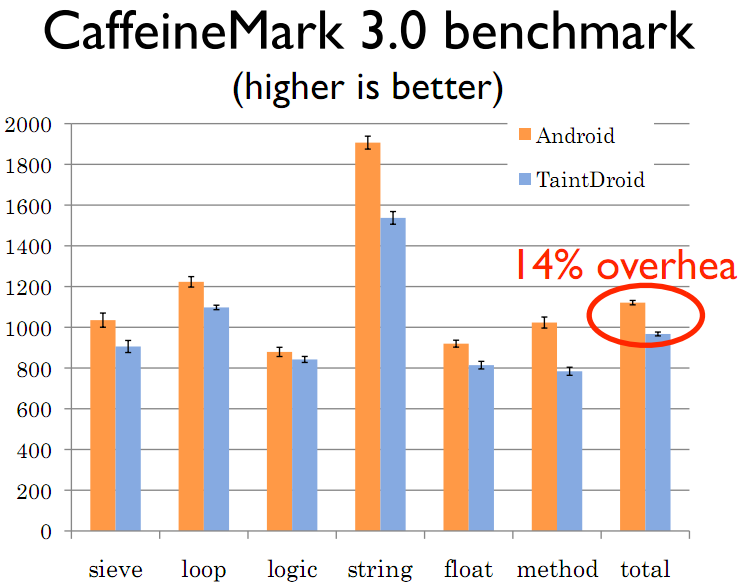 CaffeineMark 3.0 benchmark
(higher is better)
2000
1800
1600
1400
1200
1000
800
600
400
200
0
Android
TaintDroid
14% overhea
sieve loop logic string float method total